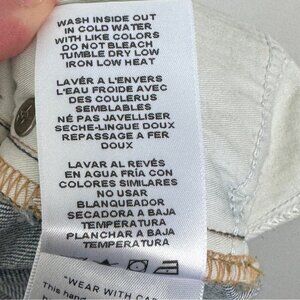 WASH INSIDE OUT
IN COLD WATER
WITH LIKE COLORS
DO NOT BLEACH
TUMBLE DRY LOW
IRON LOW HEAT
LAVÉR A L'ENVERS
L'EAU FROIDE AVEC
DES COULERUS
SEMBLABLES
NÉ PAS JAVELLISER
SECHE-LINGUE DOUX
REPASSAGE A FER
DOUX
LAVAR AL REVÉS
EN AGUA FRÍA CON
COLORES SIMILARES
NO USAR
BLANQUEADOR
SECADORA A BAJA
TEMPERATURA
PLANCHAR A BAJA
TEMPERATURA
"WEAR WITH
This